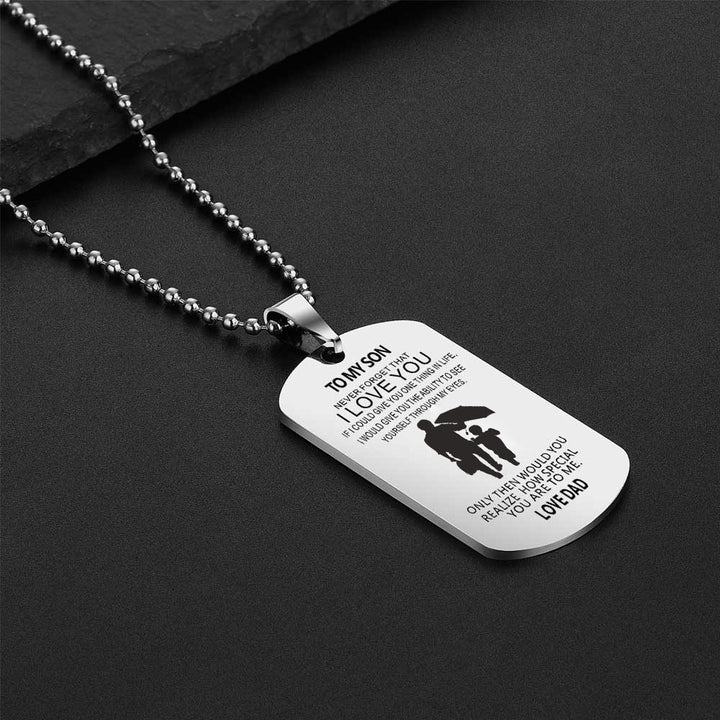 TO MY SON
NEVER FORGET THAT
I LOVE YOU
IF I COULD GIVE YOU ONE THING IN LIFE,
I WOULD GIVE YOU THE ABILITY TO SEE
YOURSELF THROUGH MY EYES.
ONLY THEN WOULD YOU
REALIZE HOW SPECIAL
YOU ARE TO ME.
LOVE DAD